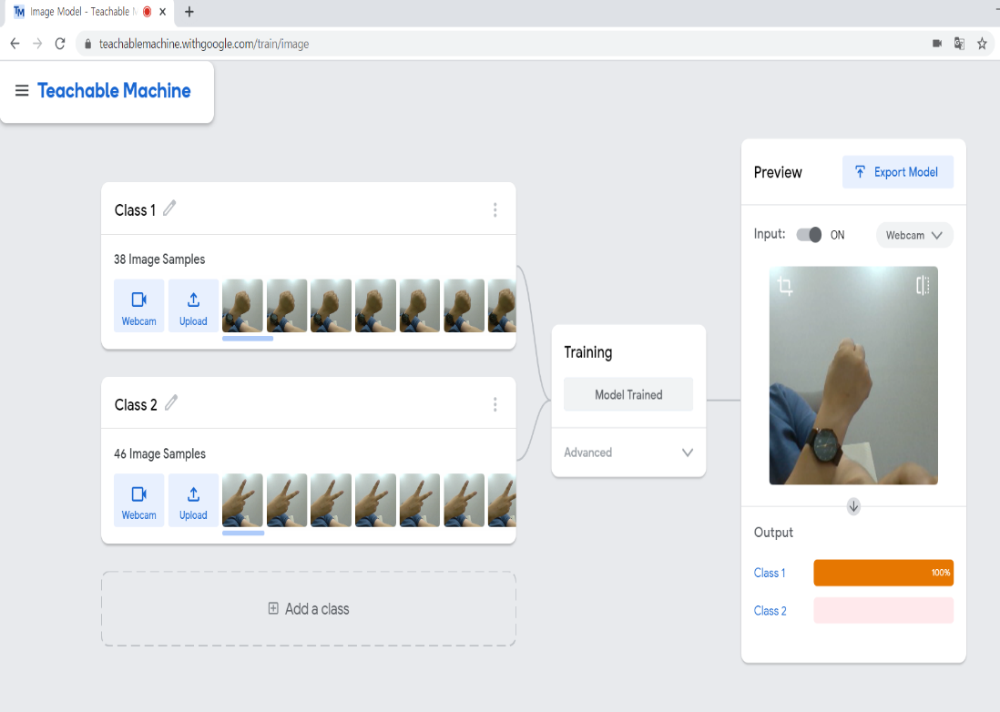 Image Model - Teachable M
teachablemachine.withgoogle.com/train/image
Teachable Machine
Class 1
38 Image Samples
Webcam
Upload
Class 2
46 Image Samples
Webcam
Upload
Add a class
Training
Model Trained
Advanced
Preview
Export Model
Input:
ON
Webcam
Output
Class 1
100%
Class 2